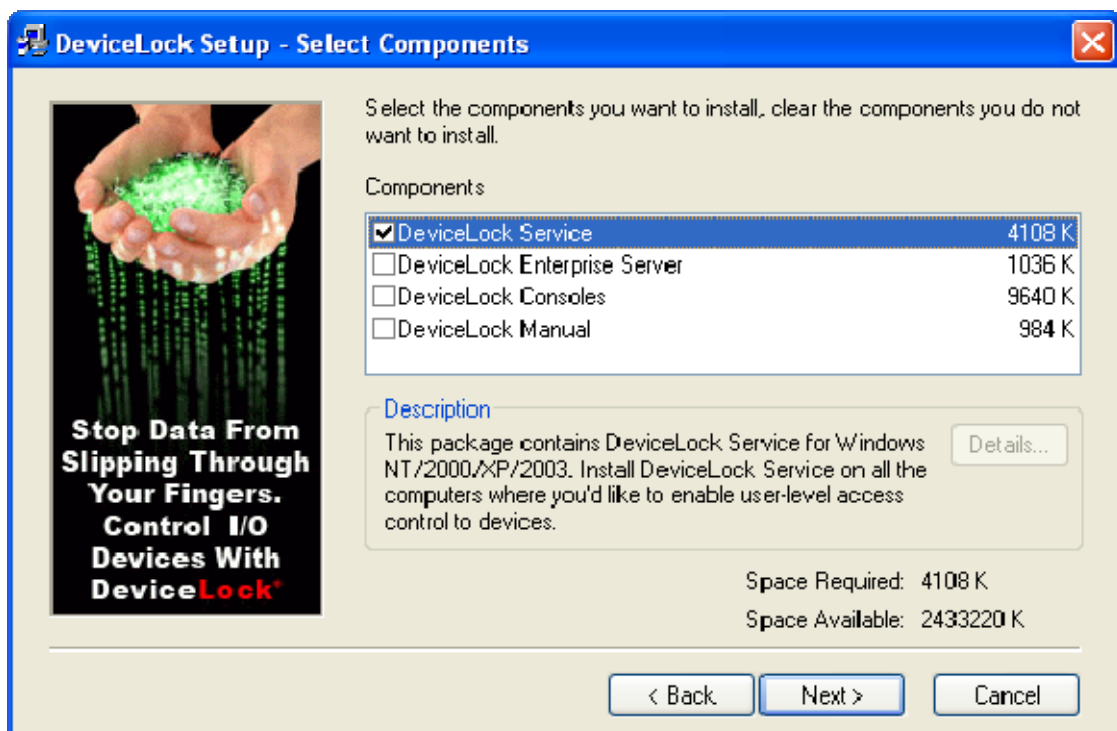 DeviceLock Setup - Select Components
Stop Data From
Slipping Through
Your Fingers.
Control I/O
Devices With
DeviceLock
Select the components you want to install, clear the components you do not
want to install.
Components
DeviceLock Service 4108 K
DeviceLock Enterprise Server 1036 K
DeviceLock Consoles 9640 K
DeviceLock Manual 984 K
Description
This package contains DeviceLock Service for Windows
NT/2000/XP/2003. Install DeviceLock Service on all the
computers where you'd like to enable user-level access
control to devices.
Details...
Space Required: 4108 K
Space Available: 2433220 K
< Back
Next >
Cancel